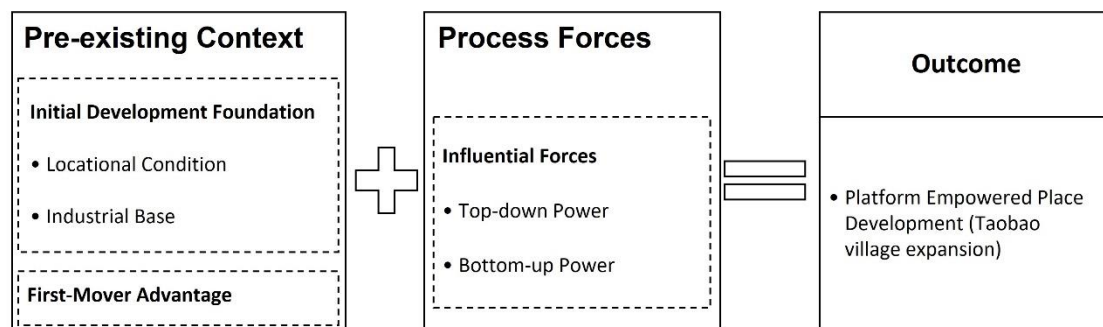 Pre-existing Context
Initial Development Foundation
• Locational Condition
• Industrial Base
First-Mover Advantage
Process Forces
Influential Forces
• Top-down Power
• Bottom-up Power
Outcome
• Platform Empowered Place
Development (Taobao
village expansion)